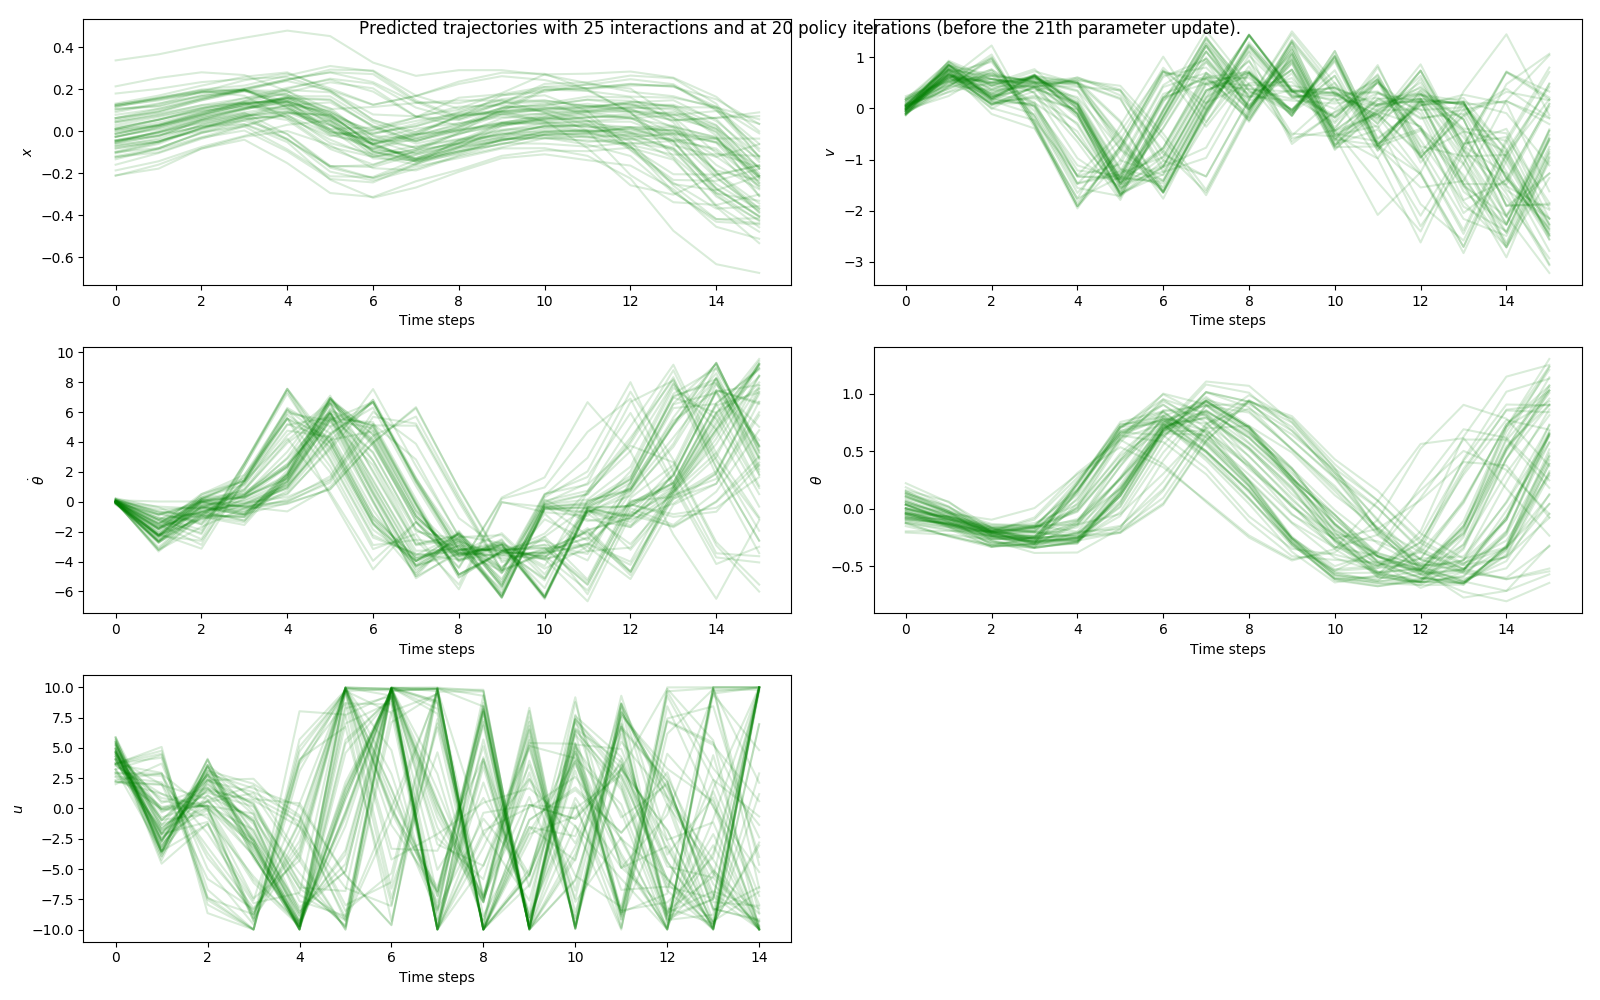 Predicted trajectories with 25 interactions and at 20 policy iterations (before the 21th parameter update).
0.4
0.2
0.0
−0.2
−0.4
−0.6
x
0 2 4 6 8 10 12 14
Time steps
1
0
−1
−2
−3
v
0 2 4 6 8 10 12 14
Time steps
10
8
6
4
2
0
−2
−4
−6
θ̇
0 2 4 6 8 10 12 14
Time steps
1.0
0.5
0.0
−0.5
θ
0 2 4 6 8 10 12 14
Time steps
10.0
7.5
5.0
2.5
0.0
−2.5
−5.0
−7.5
−10.0
u
0 2 4 6 8 10 12 14
Time steps